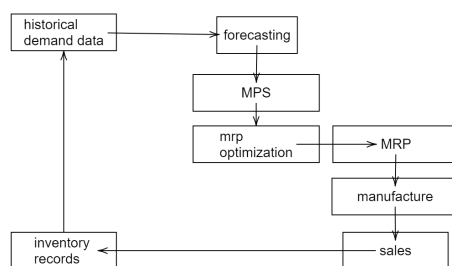 historical
demand data
forecasting
MPS
mrp
optimization
MRP
manufacture
inventory
records
sales